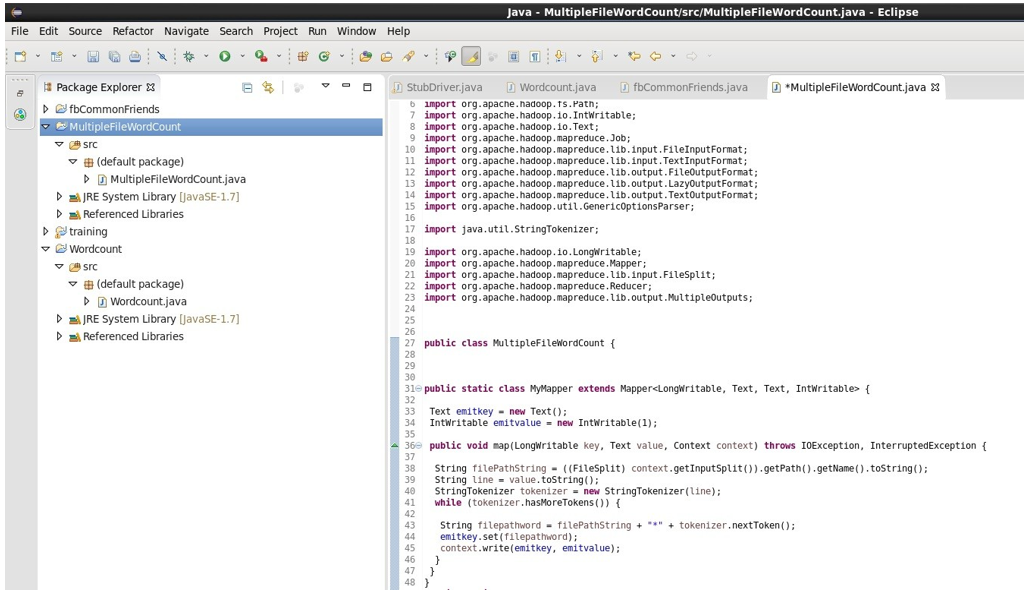 Java - MultipleFileWordCount/src/MultipleFileWordCount.java - Eclipse
File Edit Source Refactor Navigate Search Project Run Window Help
Package Explorer
StubDriver.java Wordcount.java fbCommonFriends.java *MultipleFileWordCount.java
fbCommonFriends
MultipleFileWordCount
src
(default package)
MultipleFileWordCount.java
JRE System Library [JavaSE-1.7]
Referenced Libraries
training
Wordcount
src
(default package)
Wordcount.java
JRE System Library [JavaSE-1.7]
Referenced Libraries
6 import org.apache.hadoop.fs.Path;
7 import org.apache.hadoop.io.IntWritable;
8 import org.apache.hadoop.io.Text;
9 import org.apache.hadoop.mapreduce.Job;
10 import org.apache.hadoop.mapreduce.lib.input.FileInputFormat;
11 import org.apache.hadoop.mapreduce.lib.input.TextInputFormat;
12 import org.apache.hadoop.mapreduce.lib.output.FileOutputFormat;
13 import org.apache.hadoop.mapreduce.lib.output.LazyOutputFormat;
14 import org.apache.hadoop.mapreduce.lib.output.TextOutputFormat;
15 import org.apache.hadoop.util.GenericOptionsParser;
16
17 import java.util.StringTokenizer;
18
19 import org.apache.hadoop.io.LongWritable;
20 import org.apache.hadoop.mapreduce.Mapper;
21 import org.apache.hadoop.mapreduce.lib.input.FileSplit;
22 import org.apache.hadoop.mapreduce.Reducer;
23 import org.apache.hadoop.mapreduce.lib.output.MultipleOutputs;
24
25
26
27 public class MultipleFileWordCount {
28
29
30
31 public static class MyMapper extends Mapper<LongWritable, Text, Text, IntWritable> {
32
33 Text emitkey = new Text();
34 IntWritable emitvalue = new IntWritable(1);
35
36 public void map(LongWritable key, Text value, Context context) throws IOException, InterruptedException {
37
38 String filePathString = ((FileSplit) context.getInputSplit()).getPath().getName().toString();
39 String line = value.toString();
40 StringTokenizer tokenizer = new StringTokenizer(line);
41 while (tokenizer.hasMoreTokens()) {
42
43 String filepathword = filePathString + "*" + tokenizer.nextToken();
44 emitkey.set(filepathword);
45 context.write(emitkey, emitvalue);
46 }
47 }
48 }